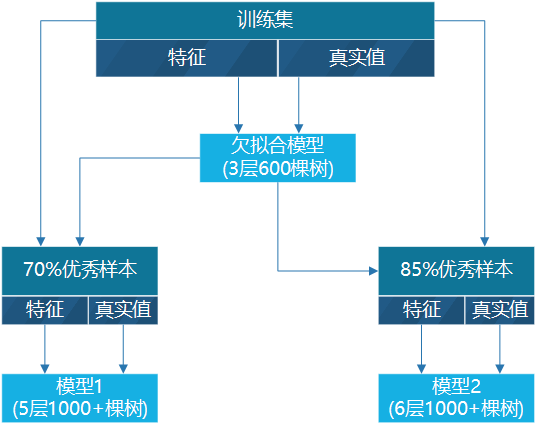 训练集
特征 真实值
欠拟合模型
(3层600棵树)
70%优秀样本 85%优秀样本
特征 真实值 特征 真实值
模型1 模型2
(5层1000+棵树) (6层1000+棵树)